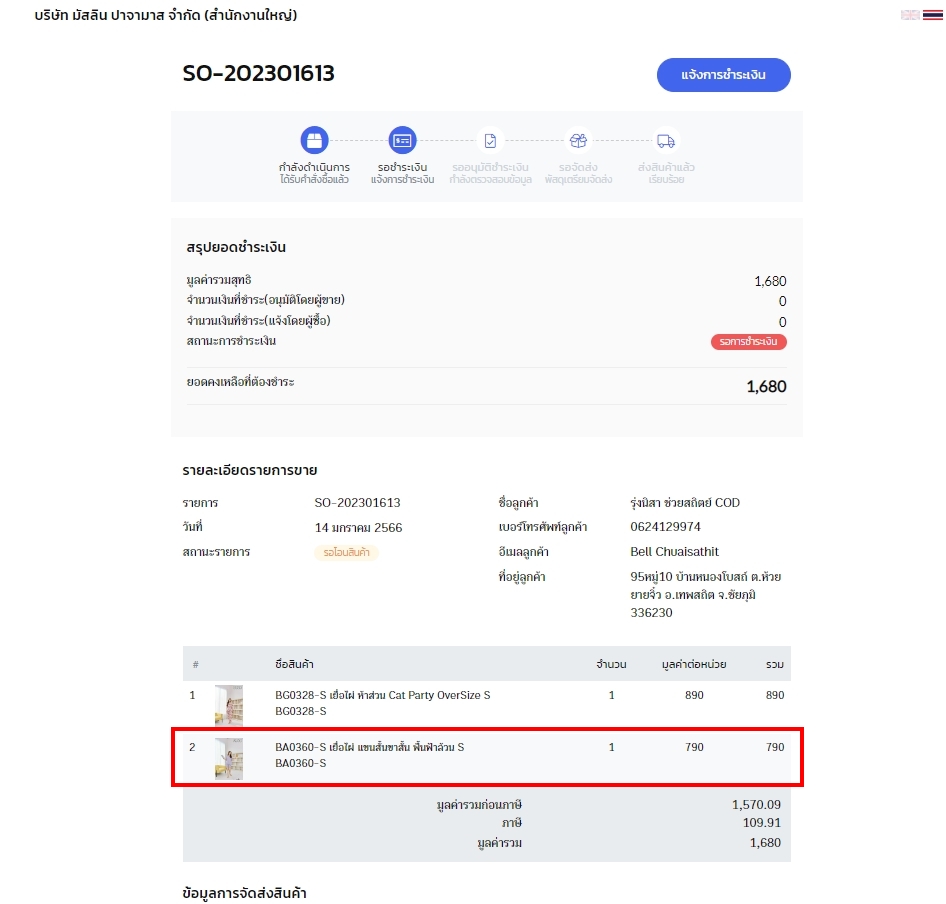 บริษัท มัสลิน ปาจามาส จำกัด (สำนักงานใหญ่)
SO-202301613
แจ้งการชำระเงิน
กำลังดำเนินการ
ได้รับคำสั่งซื้อแล้ว
รอชำระเงิน
แจ้งการชำระเงิน
รออนุมัติชำระเงิน
กำลังตรวจสอบข้อมูล
รอจัดส่ง
พัสดุเตรียมจัดส่ง
ส่งสินค้าแล้ว
เรียบร้อย
สรุปยอดชำระเงิน
มูลค่ารวมสุทธิ 1,680
จำนวนเงินที่ชำระ(อนุมัติโดยผู้ขาย) 0
จำนวนเงินที่ชำระ(แจ้งโดยผู้ซื้อ) 0
สถานะการชำระเงิน รอการชำระเงิน
ยอดคงเหลือที่ต้องชำระ 1,680
รายละเอียดรายการขาย
รายการ SO-202301613
วันที่ 14 มกราคม 2566
สถานะรายการ รอโอนสินค้า
ชื่อลูกค้า รุ่งนิสา ช่วยสถิตย์ COD
เบอร์โทรศัพท์ลูกค้า 0624129974
อีเมลลูกค้า Bell Chuaisathit
ที่อยู่ลูกค้า 95หมู่10 บ้านหนองโบสถ์ ต.ห้วย
ยายจิ๋ว อ.เทพสถิต จ.ชัยภูมิ
336230
# ชื่อสินค้า จำนวน มูลค่าต่อหน่วย รวม
1 BG0328-S เยื่อไผ่ ห้าส่วน Cat Party OverSize S 1 890 890
BG0328-S
2 BA0360-S เยื่อไผ่ แขนสั้นขาสั้น พื้นฟ้าล้วน S 1 790 790
BA0360-S
มูลค่ารวมก่อนภาษี 1,570.09
ภาษี 109.91
มูลค่ารวม 1,680
ข้อมูลการจัดส่งสินค้า